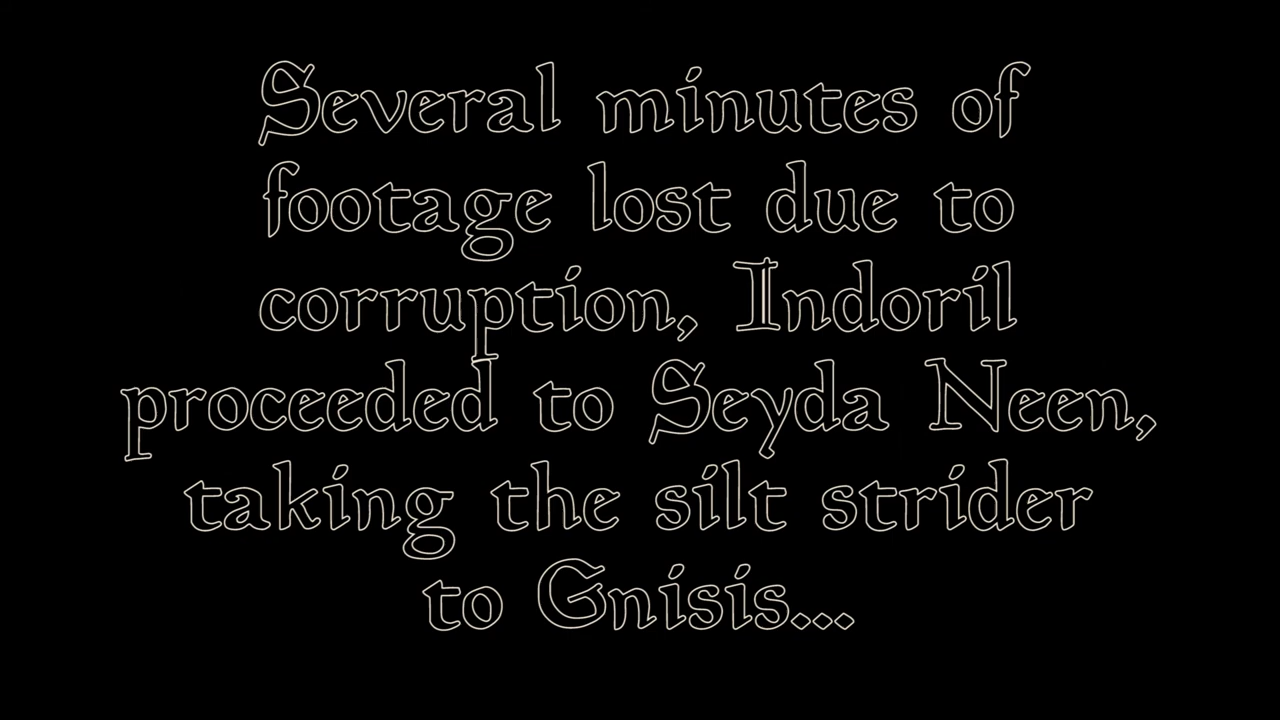 Several minutes of
footage lost due to
corruption, Indoril
proceeded to Seyda Neen,
taking the silt strider
to Gnisis...